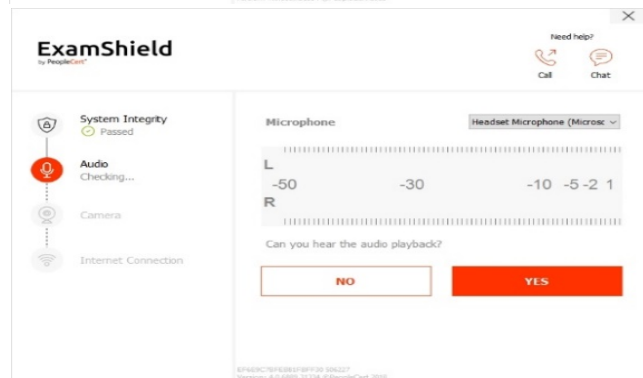 ExamShield
by PeopleCert
Need help?
Call
Chat
System Integrity
Passed
Audio
Checking...
Camera
Internet Connection
Microphone
Headset Microphone (Microsc
L
-50 -30 -10 -5 -2 1
R
Can you hear the audio playback?
NO
YES